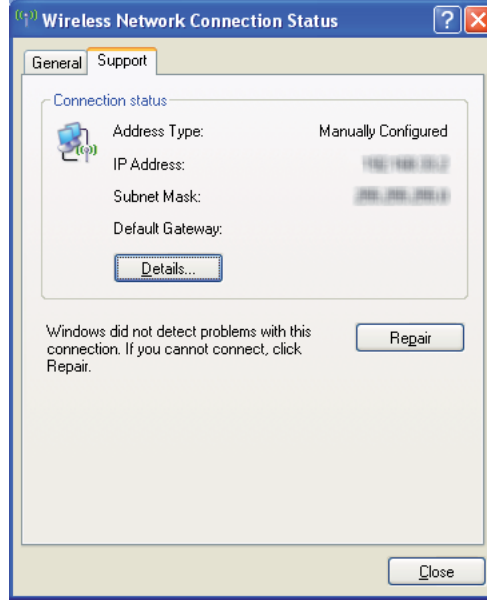 Wireless Network Connection Status
General Support
Connection status
Address Type: Manually Configured
IP Address:
Subnet Mask:
Default Gateway:
Details...
Windows did not detect problems with this
connection. If you cannot connect, click
Repair.
Repair
Close